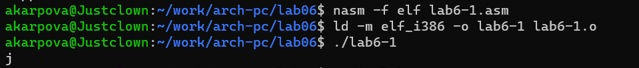 akarpova@Justclown:~/work/arch-pc/lab06$ nasm -f elf lab6-1.asm
akarpova@Justclown:~/work/arch-pc/lab06$ ld -m elf_i386 -o lab6-1 lab6-1.o
akarpova@Justclown:~/work/arch-pc/lab06$ ./lab6-1
j